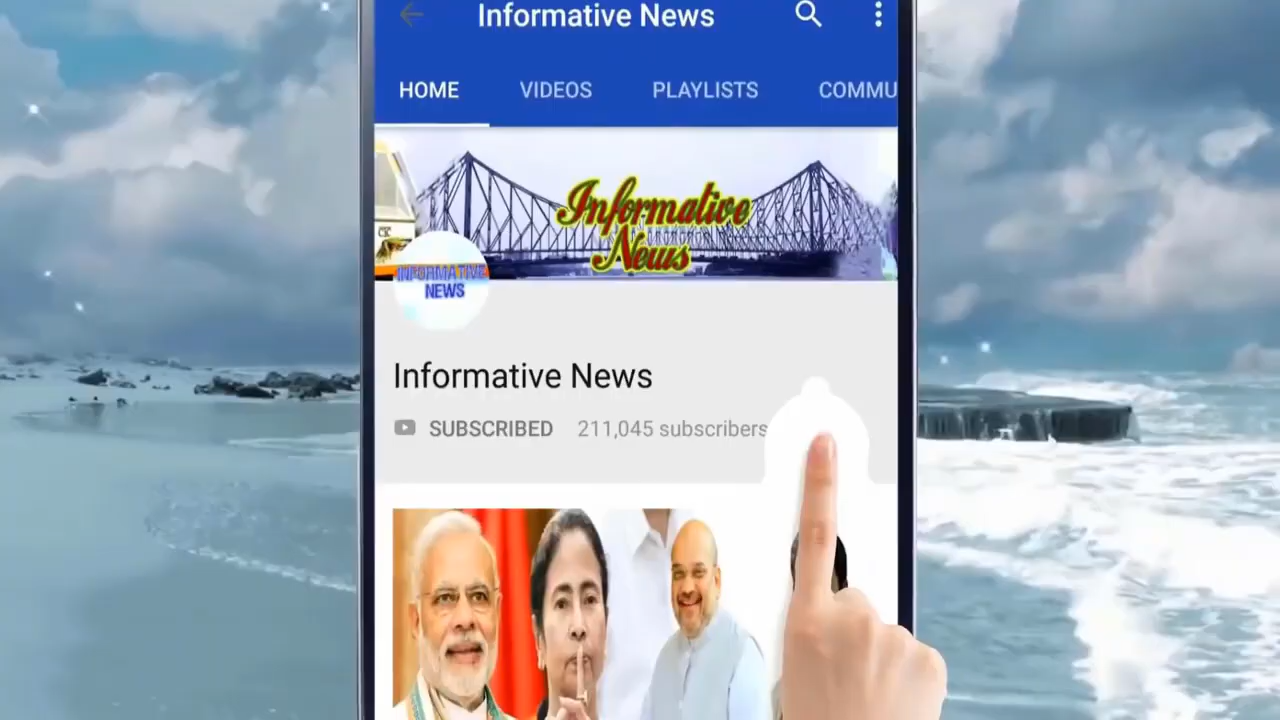 Informative News
HOME VIDEOS PLAYLISTS COMMU
Informative
News
INFORMATIVE
NEWS
Informative News
SUBSCRIBED 211,045 subscribers